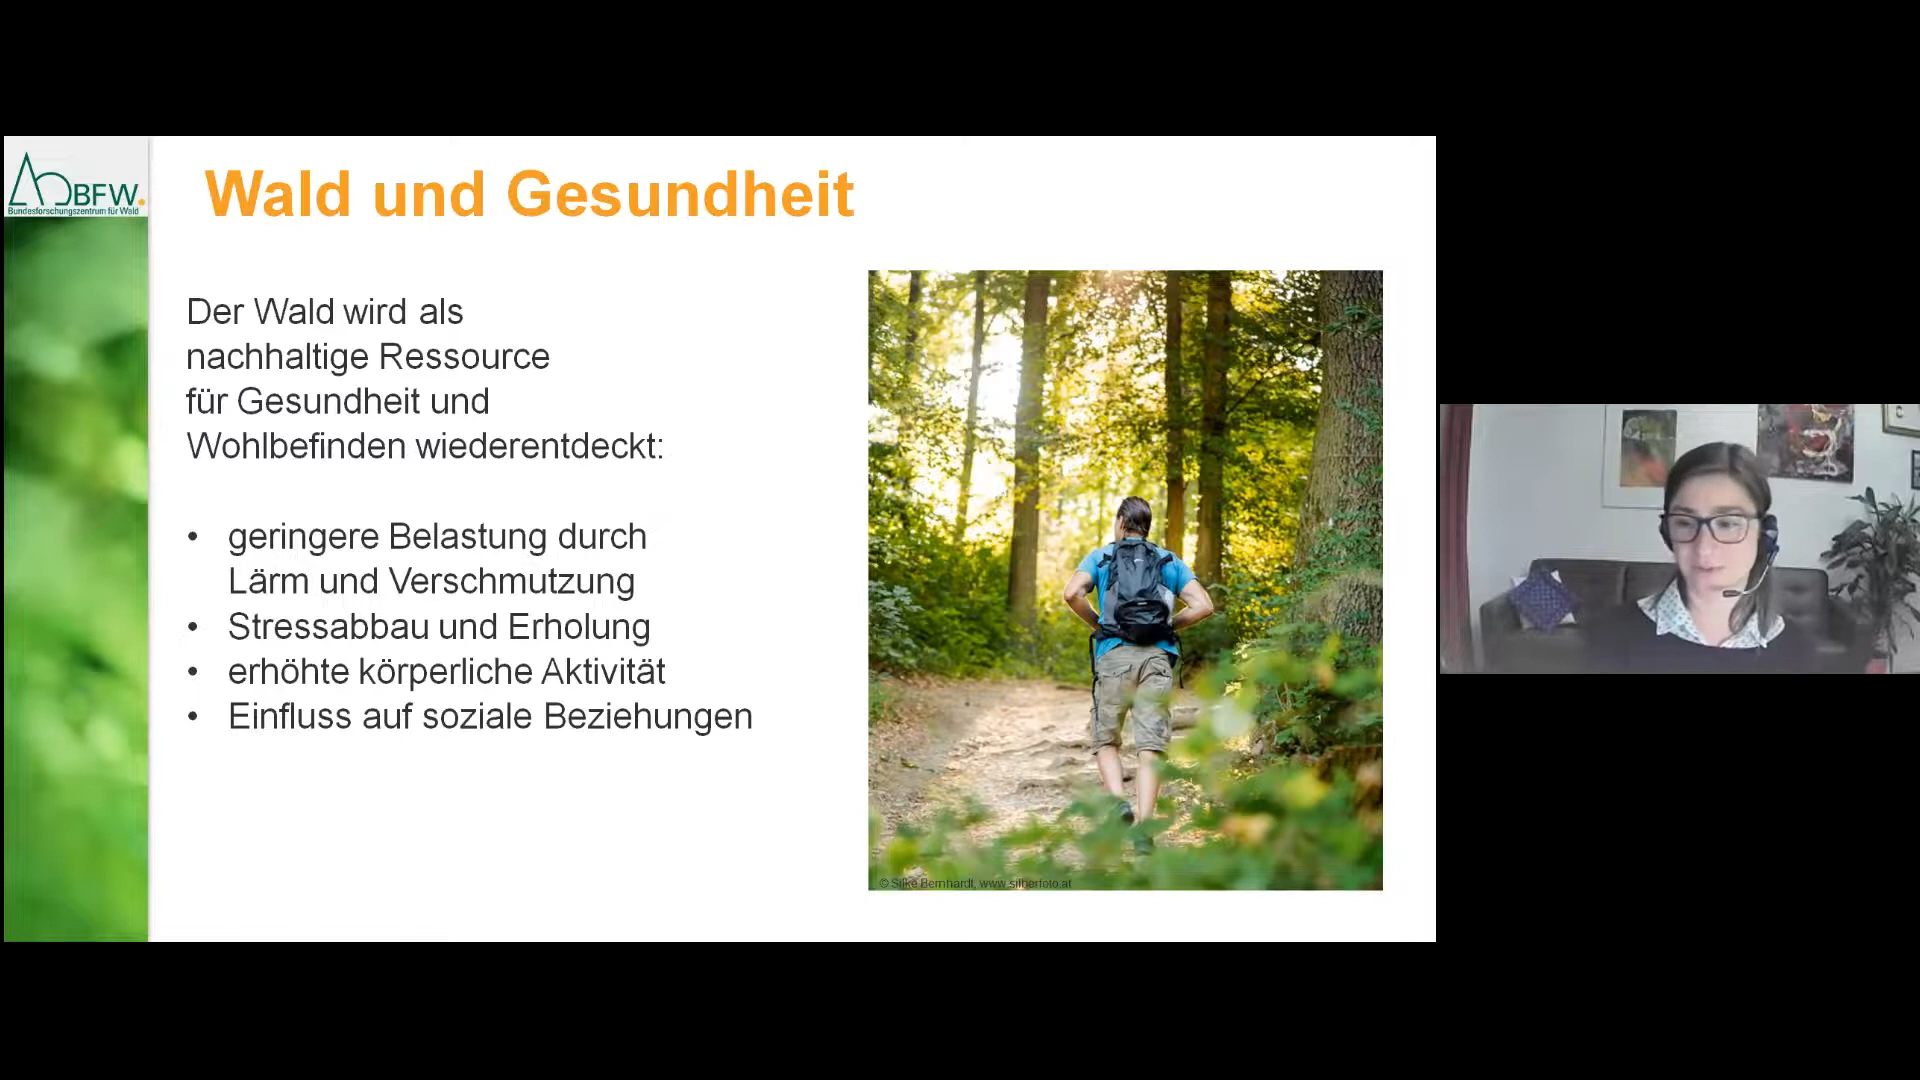 BFW.
Bundesforschungszentrum für Wald
Wald und Gesundheit
Der Wald wird als
nachhaltige Ressource
für Gesundheit und
Wohlbefinden wiederentdeckt:
• geringere Belastung durch
Lärm und Verschmutzung
• Stressabbau und Erholung
• erhöhte körperliche Aktivität
• Einfluss auf soziale Beziehungen
© Silke Bernhardt, www.silberfoto.at